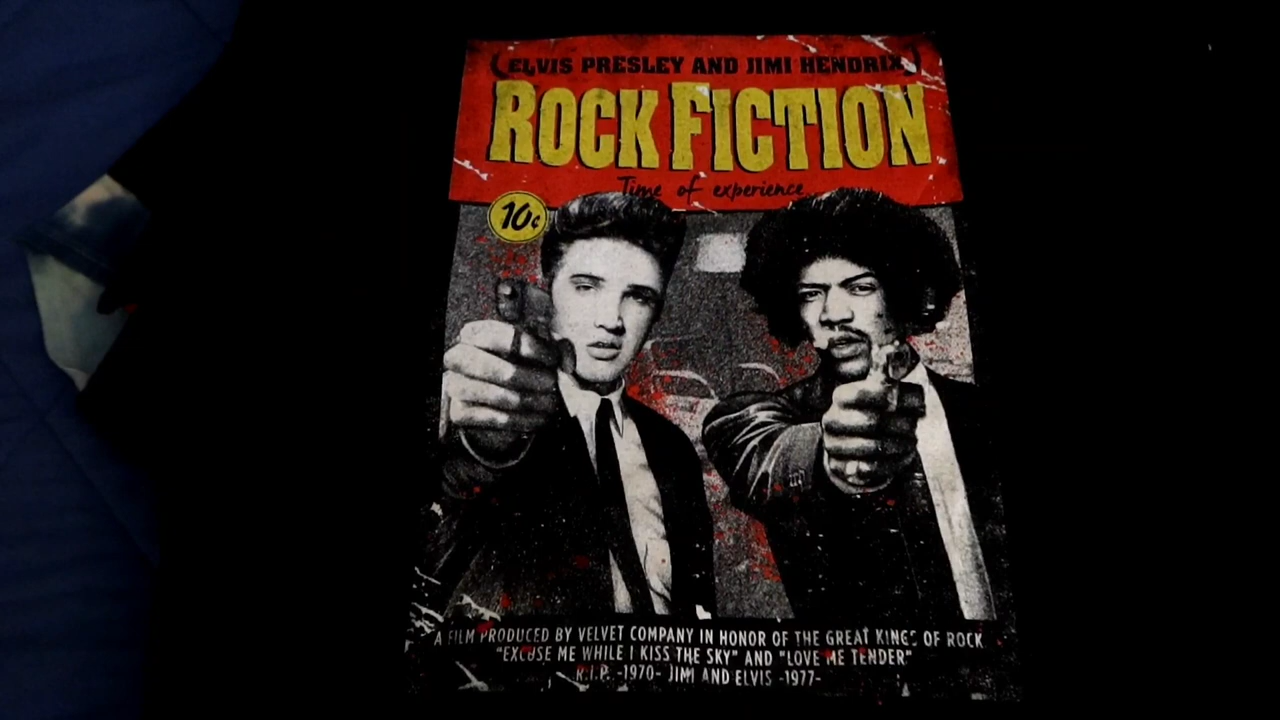 (ELVIS PRESLEY AND JIMI HENDRIX)
ROCK FICTION
Time of experience
10¢
A FILM PRODUCED BY VELVET COMPANY IN HONOR OF THE GREAT KINGS OF ROCK
"EXCUSE ME WHILE I KISS THE SKY" AND "LOVE ME TENDER"
R.I.P. -1970- JIMI AND ELVIS -1977-